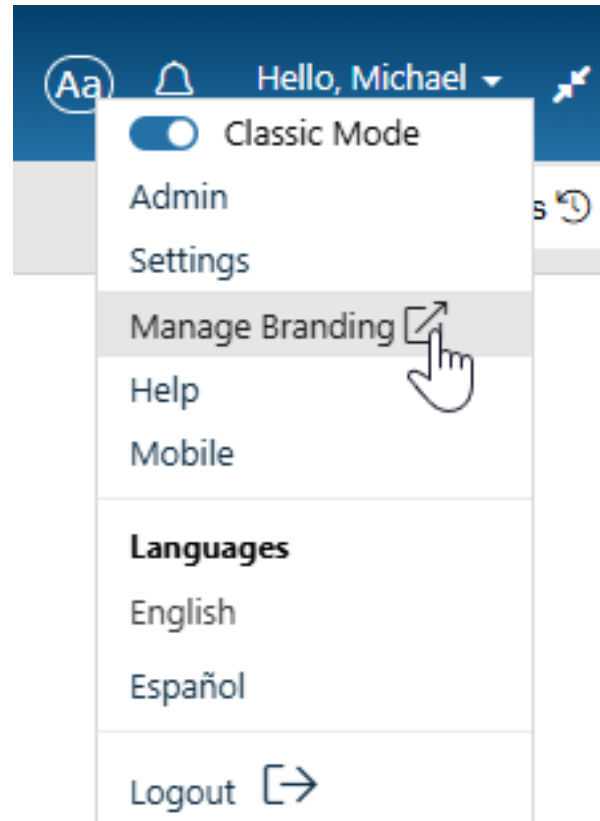 Aa Hello, Michael
Classic Mode
Admin
s
Settings
Manage Branding
Help
Mobile
Languages
English
Español
Logout